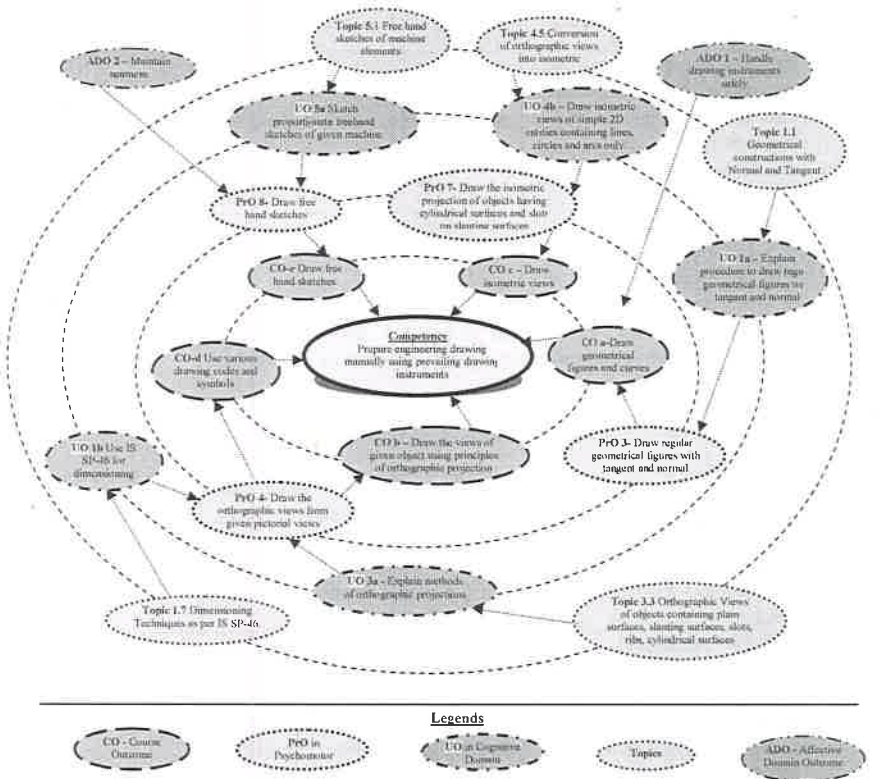 Topic 5.1 Free hand
sketches of machine
elements
Topic 4.5 Conversion
of orthographic views
into isometric
ADO 2 – Maintain
ADO 1 – Handle
drawing instruments
safely
UO 5a Sketch
proportionate freehand
sketches of given machine
UO 4b – Draw isometric
views of simple 2D
entities containing lines,
circles and arcs only
Topic 1.1
Geometrical
constructions with
Normal and Tangent
PrO 8- Draw free
hand sketches
PrO 7- Draw the isometric
projection of objects having
cylindrical surfaces and slots
on slanting surfaces
UO 1a – Explain
procedure to draw regu
geometrical figures
tangent and normal
CO-e Draw free
hand sketches
CO c – Draw
isometric views
Competency
Prepare engineering drawing
manually using prevailing drawing
instruments
CO-d Use various
drawing codes and
symbols
CO a-Draw
geometrical
figures and curves
UO 1b Use IS
SP-46 for
dimensioning
CO b – Draw the views of
given object using principles
of orthographic projection
PrO 3- Draw regular
geometrical figures with
tangent and normal
PrO 4- Draw the
orthographic views from
given pictorial views
UO 3a - Explain methods
of orthographic projections
Topic 1.7 Dimensioning
Techniques as per IS SP-46.
Topic 3.3 Orthographic Views
of objects containing plain
surfaces, slanting surfaces, slots,
ribs, cylindrical surfaces
Legends
CO - Course
Outcome
PrO in
Psychomotor
UO in Cognitive
Domain
Topics
ADO - Affective
Domain Outcome